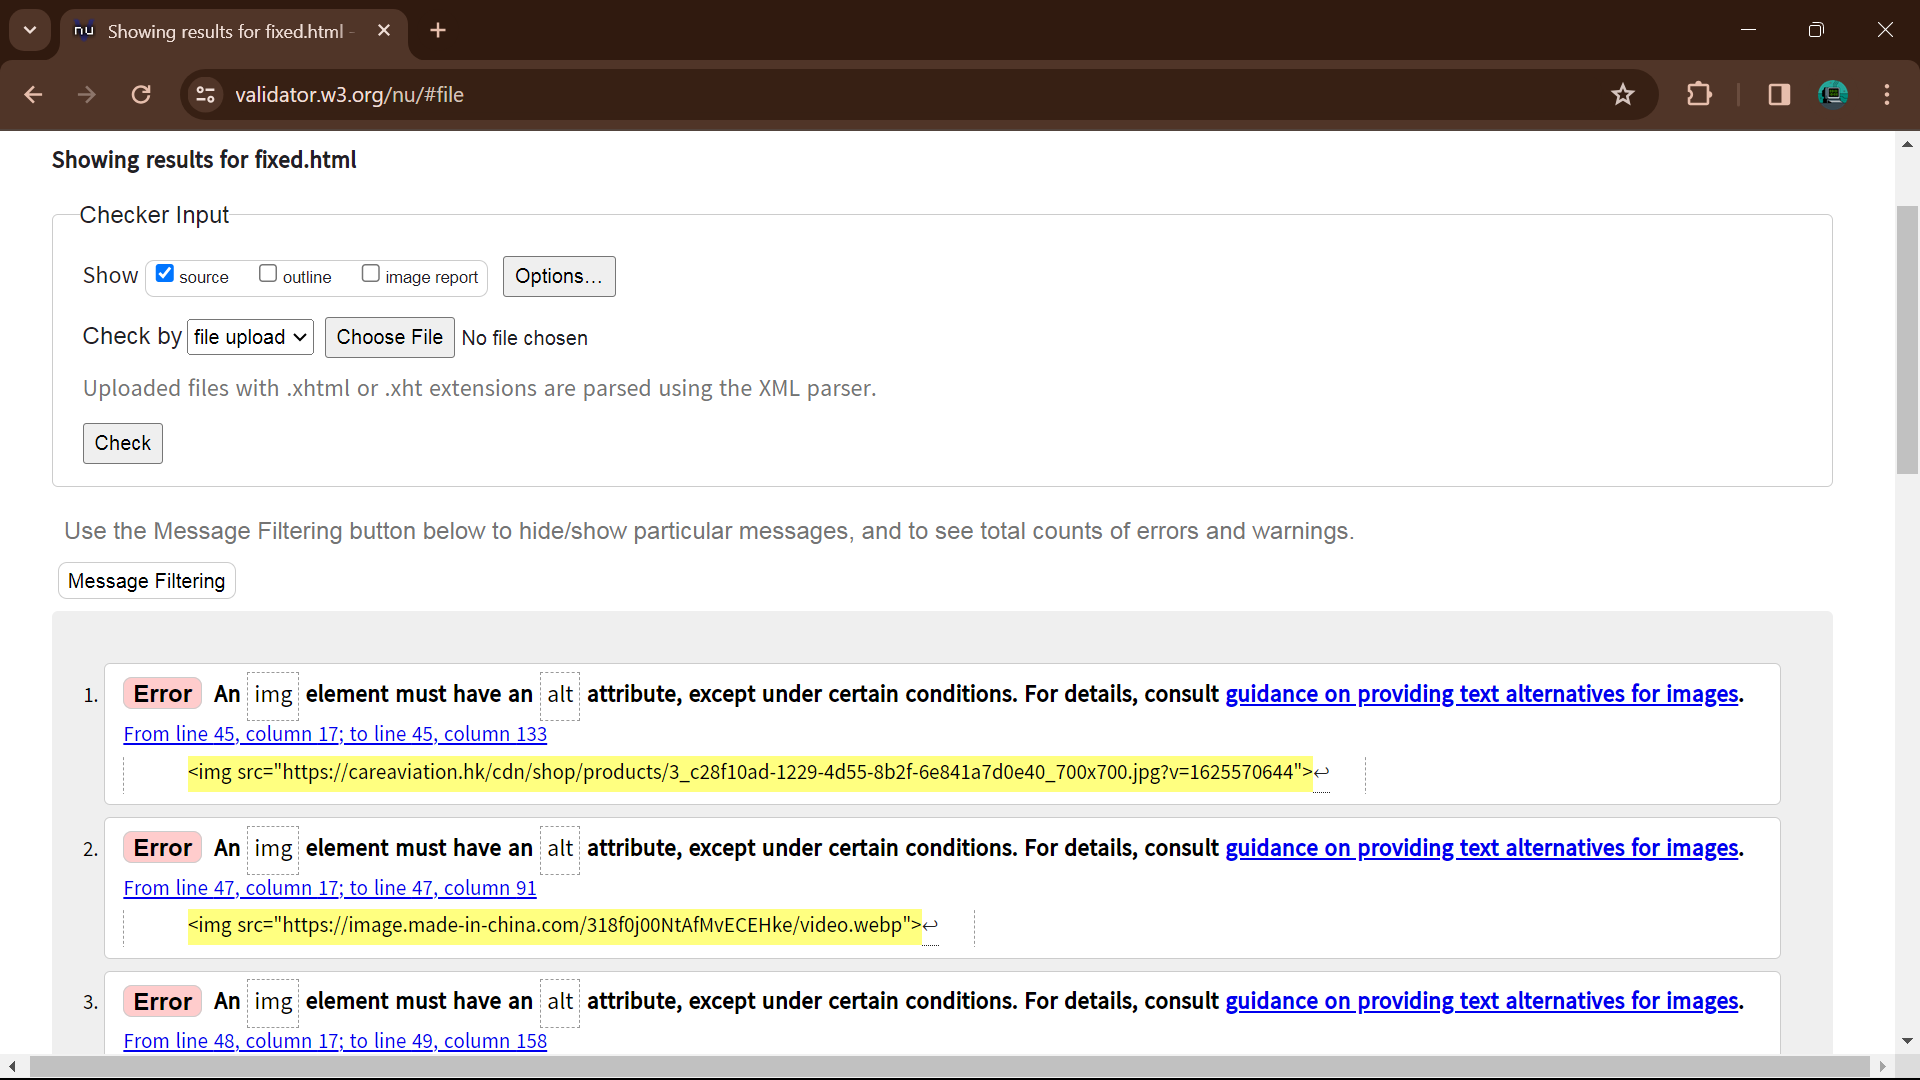 nu Showing results for fixed.html -
validator.w3.org/nu/#file
Showing results for fixed.html
Checker Input
Show source outline image report Options...
Check by file upload Choose File No file chosen
Uploaded files with .xhtml or .xht extensions are parsed using the XML parser.
Check
Use the Message Filtering button below to hide/show particular messages, and to see total counts of errors and warnings.
Message Filtering
1. Error An img element must have an alt attribute, except under certain conditions. For details, consult guidance on providing text alternatives for images.
From line 45, column 17; to line 45, column 133
<img src="https://careaviation.hk/cdn/shop/products/3_c28f10ad-1229-4d55-8b2f-6e841a7d0e40_700x700.jpg?v=1625570644">↩
2. Error An img element must have an alt attribute, except under certain conditions. For details, consult guidance on providing text alternatives for images.
From line 47, column 17; to line 47, column 91
<img src="https://image.made-in-china.com/318f0j00NtAfMvECEHke/video.webp">↩
3. Error An img element must have an alt attribute, except under certain conditions. For details, consult guidance on providing text alternatives for images.
From line 48, column 17; to line 49, column 158